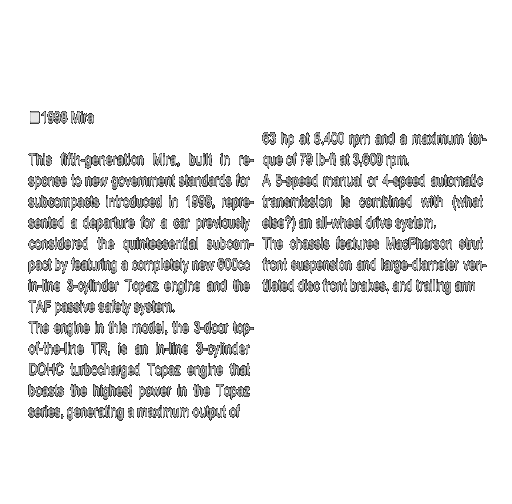 □1998 Mira
This fifth-generation Mira, built in re-
sponse to new government standards for
subcompacts introduced in 1998, repre-
sented a departure for a car previously
considered the quintessential subcom-
pact by featuring a completely new 600cc
in-line 3-cylinder Topaz engine and the
TAF passive safety system.
The engine in this model, the 3-door top-
of-the-line TR, is an in-line 3-cylinder
DOHC turbocharged Topaz engine that
boasts the highest power in the Topaz
series, generating a maximum output of
63 hp at 6,400 rpm and a maximum tor-
que of 79 lb-ft at 3,600 rpm.
A 5-speed manual or 4-speed automatic
transmission is combined with (what
else?) an all-wheel drive system.
The chassis features MacPherson strut
front suspension and large-diameter ven-
tilated disc front brakes, and trailing arm